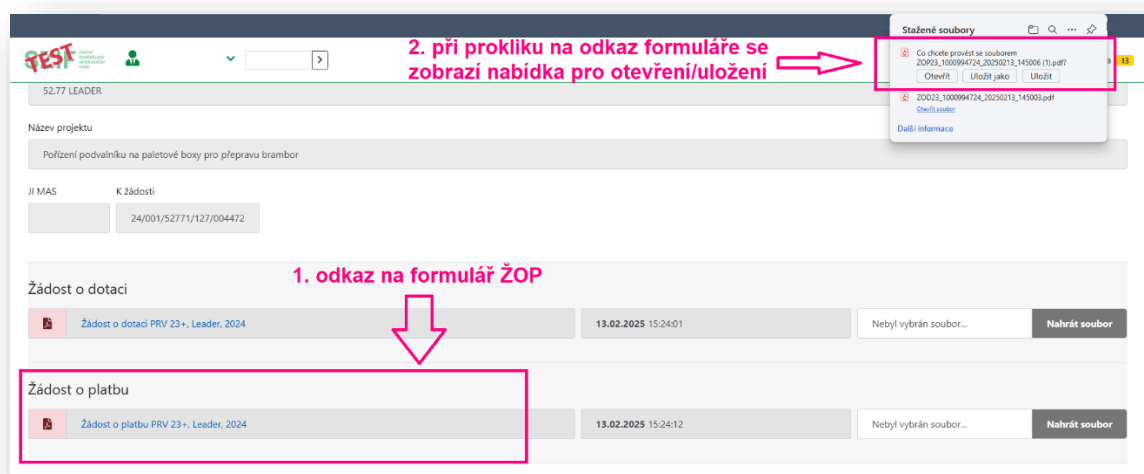 Stažené soubory
TEST
STÁTNÍ
ZEMĚDĚLSKÝ
INTERVENČNÍ
FOND
2. při prokliku na odkaz formuláře se
zobrazí nabídka pro otevření/uložení
Co chcete provést se souborem
ZOP23_1000994724_20250213_145006 (1).pdf?
Otevřít Uložit jako Uložit
a 13
ZOD23_1000994724_20250213_145003.pdf
Otevřít soubor
Další informace
52.77 LEADER
Název projektu
Pořízení podvalníku na paletové boxy pro přepravu brambor
JI MAS K žádosti
24/001/52771/127/004472
1. odkaz na formulář ŽOP
Žádost o dotaci
Žádost o dotaci PRV 23+, Leader, 2024 13.02.2025 15:24:01 Nebyl vybrán soubor... Nahrát soubor
Žádost o platbu
Žádost o platbu PRV 23+, Leader, 2024 13.02.2025 15:24:12 Nebyl vybrán soubor... Nahrát soubor